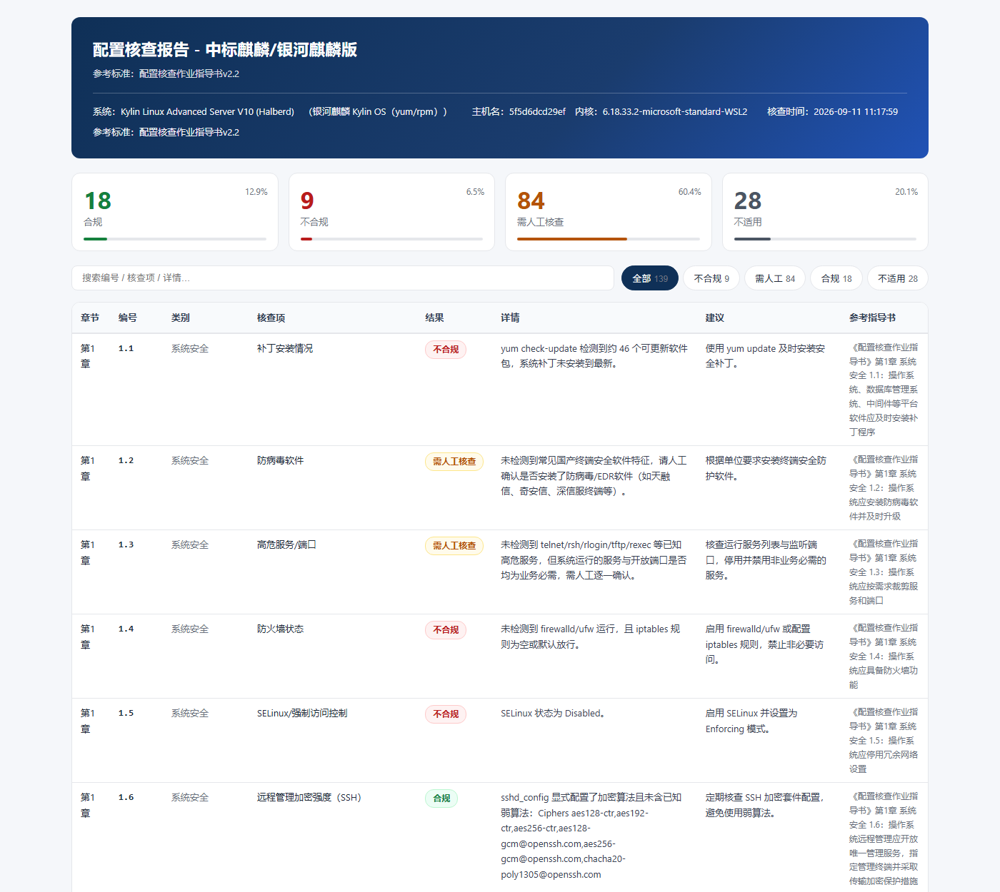 配置核查报告 - 中标麒麟/银河麒麟版
参考标准：配置核查作业指导书v2.2
系统：Kylin Linux Advanced Server V10 (Halberd) （银河麒麟 Kylin OS（yum/rpm）） 主机名：5f5d6dcd29ef 内核：6.18.33.2-microsoft-standard-WSL2 核查时间：2026-09-11 11:17:59
参考标准：配置核查作业指导书v2.2
18 12.9%
合规
9 6.5%
不合规
84 60.4%
需人工核查
28 20.1%
不适用
搜索编号 / 核查项 / 详情… 全部 139 不合规 9 需人工 84 合规 18 不适用 28
章节 编号 类别 核查项 结果 详情 建议 参考指导书
第1
章
1.1
系统安全
补丁安装情况
不合规
yum check-update 检测到约 46 个可更新软件
包，系统补丁未安装到最新。
使用 yum update 及时安装安
全补丁。
《配置核查作业指
导书》第1章 系统
安全 1.1：操作系
统、数据库管理系
统、中间件等平台
软件应及时安装补
丁程序
第1
章
1.2
系统安全
防病毒软件
需人工核查
未检测到常见国产终端安全软件特征，请人工
确认是否安装了防病毒/EDR软件（如天融
信、奇安信、深信服终端等）。
根据单位要求安装终端安全防
护软件。
《配置核查作业指
导书》第1章 系统
安全 1.2：操作系
统应安装防病毒软
件并及时升级
第1
章
1.3
系统安全
高危服务/端口
需人工核查
未检测到 telnet/rsh/rlogin/tftp/rexec 等已知
高危服务，但系统运行的服务与开放端口是否
均为业务必需，需人工逐一确认。
核查运行服务列表与监听端
口，停用并禁用非业务必需的
服务。
《配置核查作业指
导书》第1章 系统
安全 1.3：操作系
统应按需求裁剪服
务和端口
第1
章
1.4
系统安全
防火墙状态
不合规
未检测到 firewalld/ufw 运行，且 iptables 规
则为空或默认放行。
启用 firewalld/ufw 或配置
iptables 规则，禁止非必要访
问。
《配置核查作业指
导书》第1章 系统
安全 1.4：操作系
统应具备防火墙功
能
第1
章
1.5
系统安全
SELinux/强制访问控制
不合规
SELinux 状态为 Disabled。
启用 SELinux 并设置为
Enforcing 模式。
《配置核查作业指
导书》第1章 系统
安全 1.5：操作系
统应停用冗余网络
设置
第1
章
1.6
系统安全
远程管理加密强度（SSH）
合规
sshd_config 显式配置了加密算法且未含已知
弱算法：Ciphers aes128-ctr,aes192-
ctr,aes256-ctr,aes128-
gcm@openssh.com,aes256-
gcm@openssh.com,chacha20-
poly1305@openssh.com
定期核查 SSH 加密套件配置，
避免使用弱算法。
《配置核查作业指
导书》第1章 系统
安全 1.6：操作系
统远程管理应开放
唯一管理服务，指
定管理终端并采取
传输加密保护措施